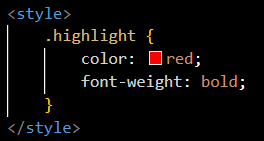 <style>
    .highlight {
        color: red;
        font-weight: bold;
    }
</style>